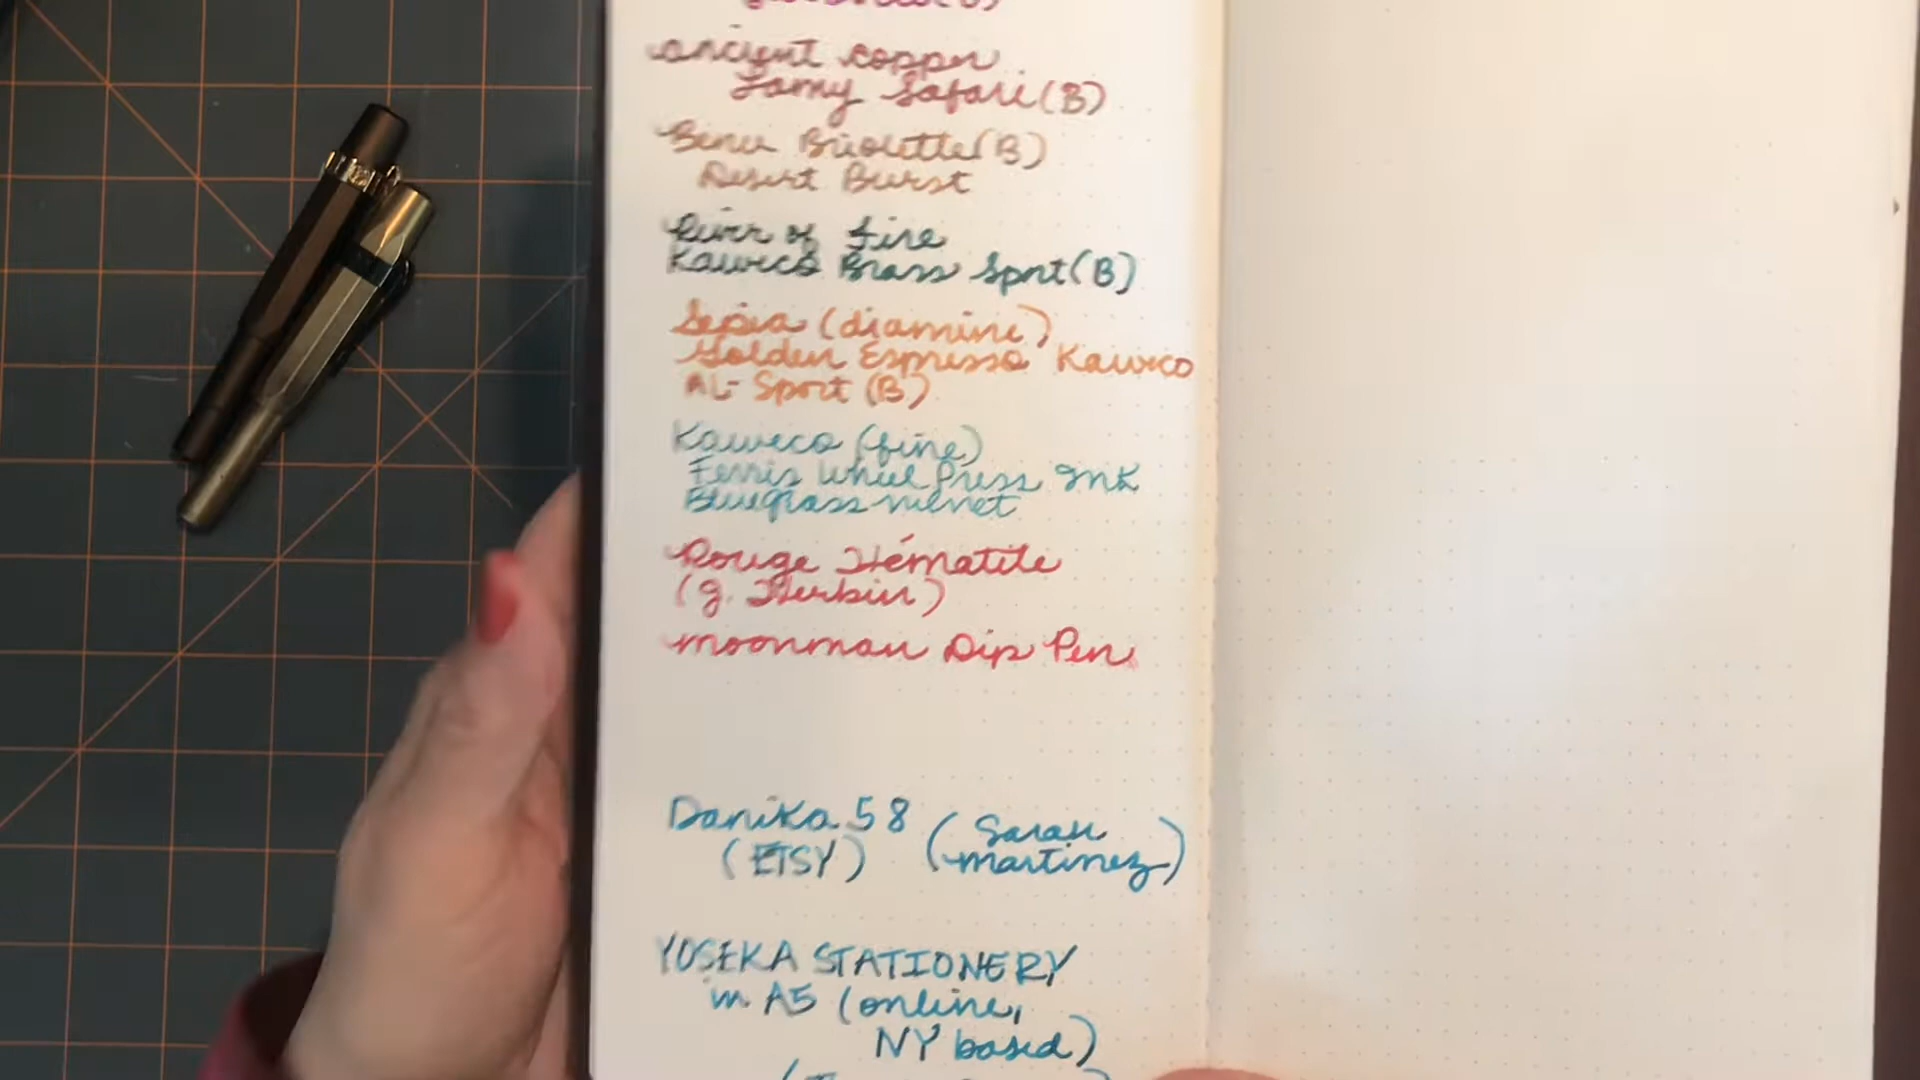 ancient copper
Lamy Safari (B)
Benu Briolette (B)
Desert Burst
River of Fire
Kaweco Brass Sport (B)
Sepia (diamine)
Golden Espresso Kaweco
AL-Sport (B)
Kaweco (fine)
Ferris Wheel Press Ink
Bluegrass velvet
Rouge Hématite
(J. Herbin)
moonman Dip Pen
Danika 58 (Sarah
(ETSY) martinez)
YOSEKA STATIONERY
in A5 (online,
NY based)